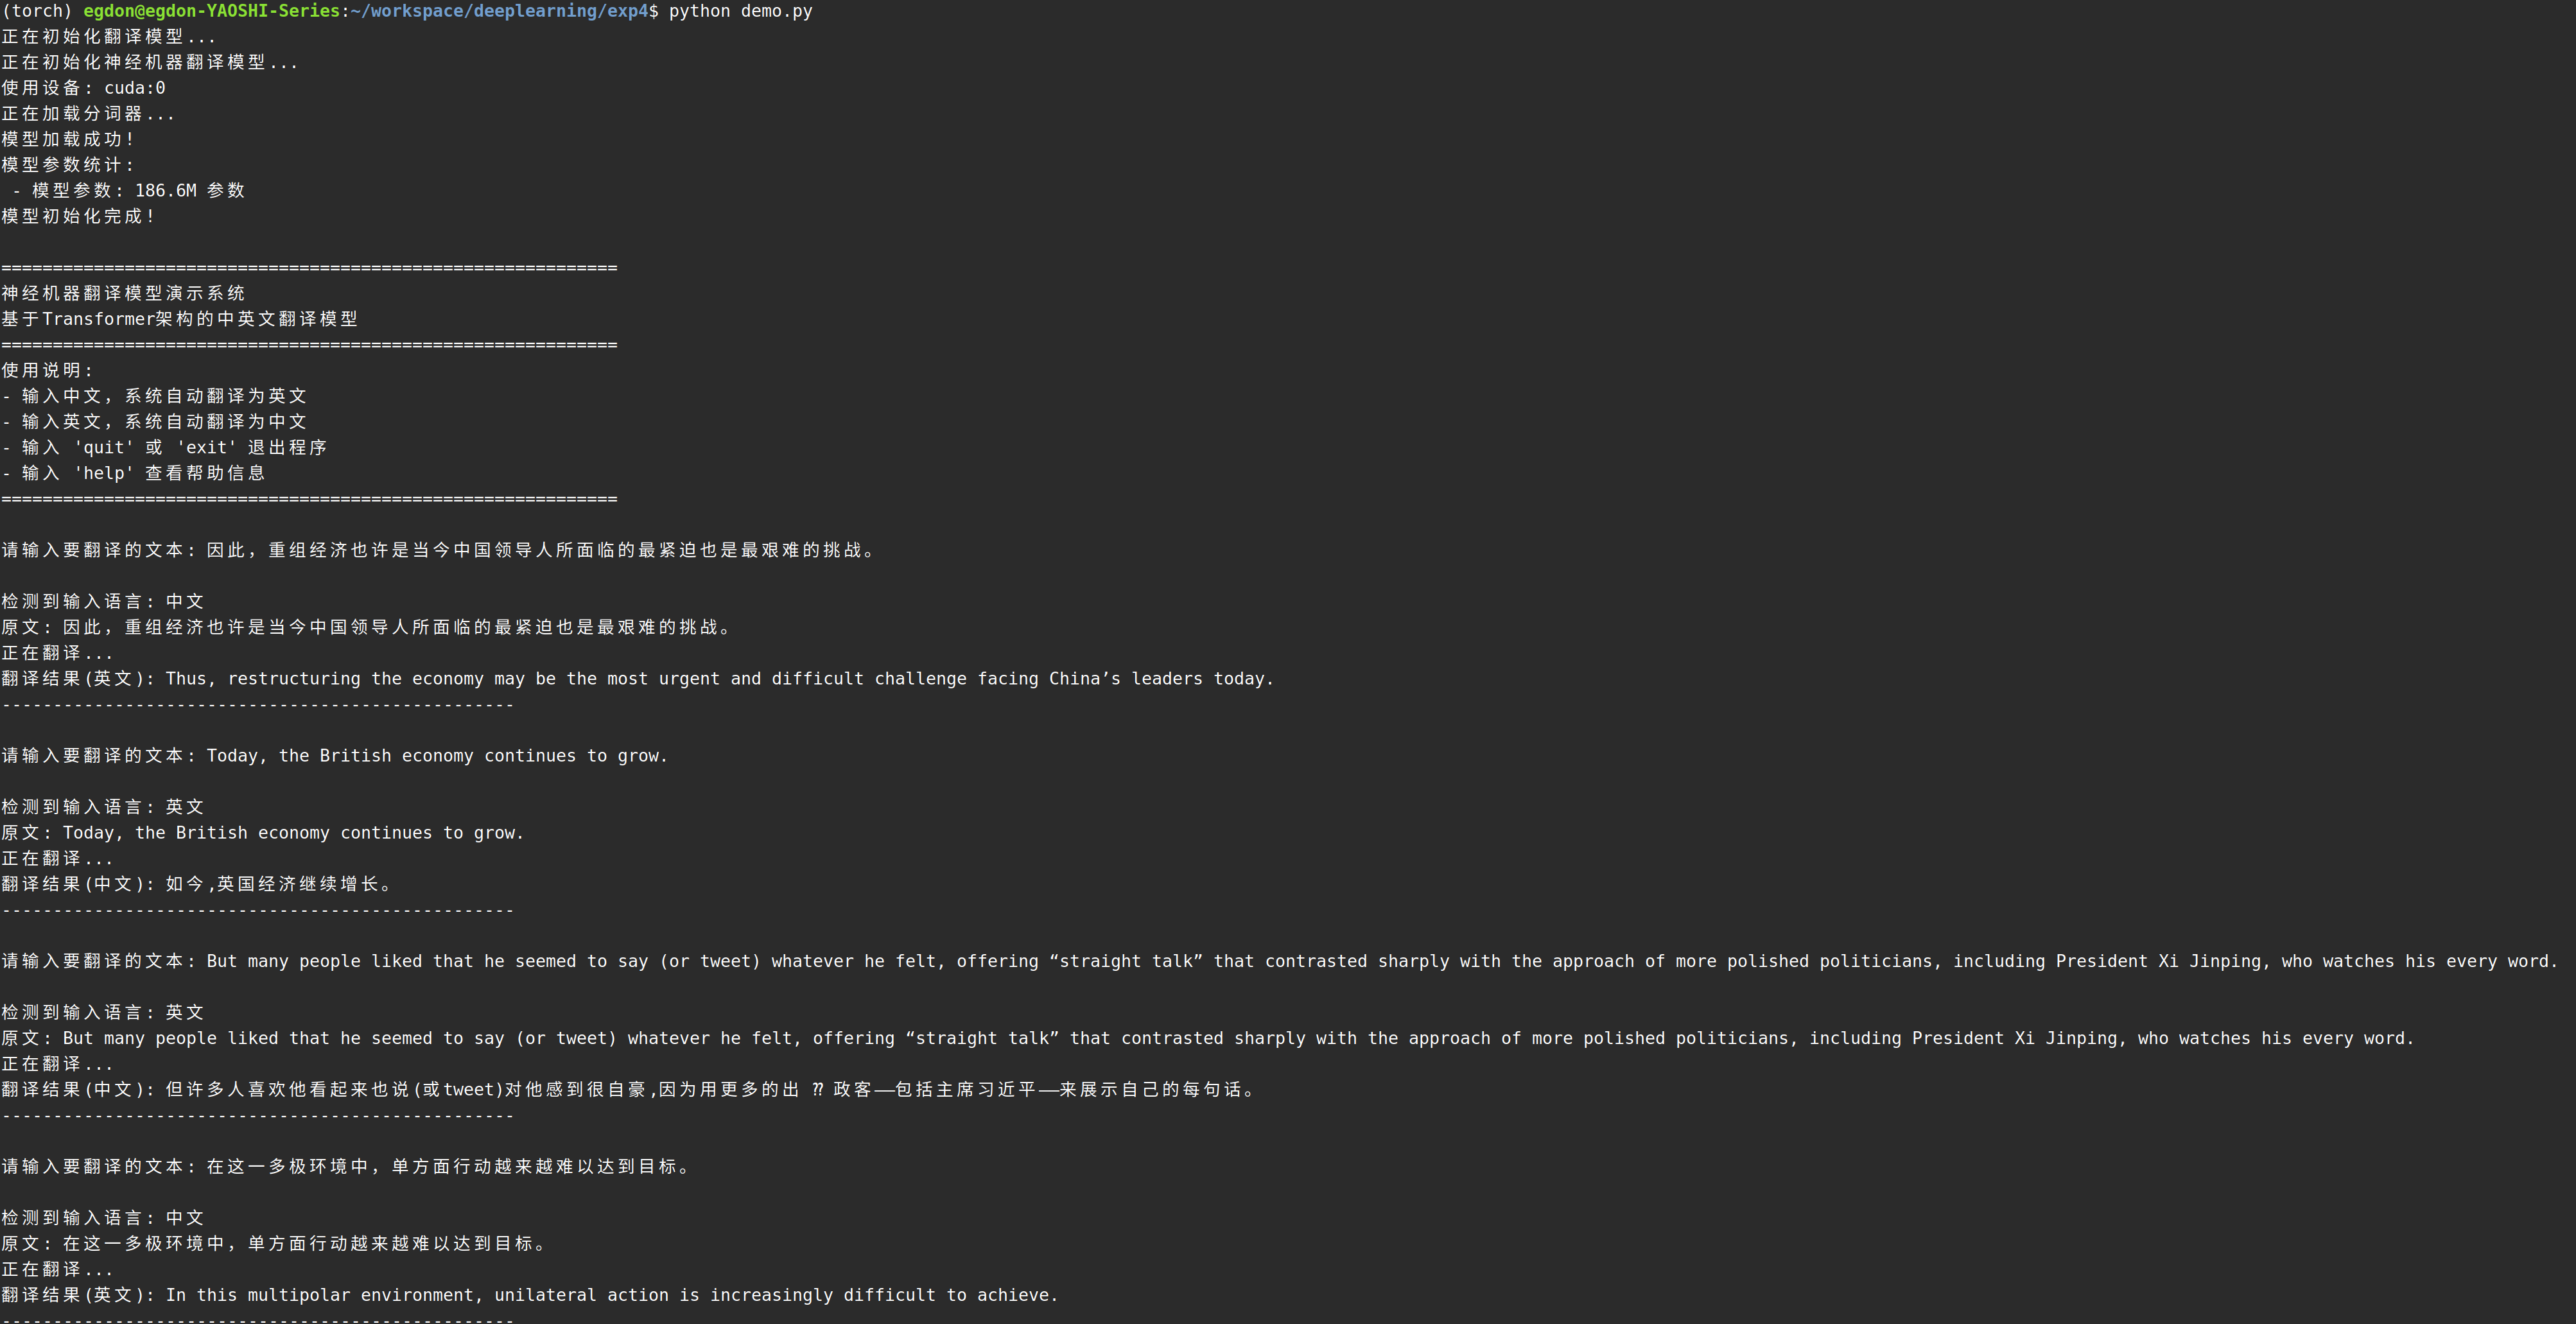 (torch) egdon@egdon-YAOSHI-Series:~/workspace/deeplearning/exp4$ python demo.py
正在初始化翻译模型...
正在初始化神经机器翻译模型...
使用设备: cuda:0
正在加载分词器...
模型加载成功!
模型参数统计:
 - 模型参数: 186.6M 参数
模型初始化完成!
============================================================
神经机器翻译模型演示系统
基于Transformer架构的中英文翻译模型
============================================================
使用说明:
- 输入中文，系统自动翻译为英文
- 输入英文，系统自动翻译为中文
- 输入 'quit' 或 'exit' 退出程序
- 输入 'help' 查看帮助信息
============================================================
请输入要翻译的文本: 因此，重组经济也许是当今中国领导人所面临的最紧迫也是最艰难的挑战。
检测到输入语言: 中文
原文: 因此，重组经济也许是当今中国领导人所面临的最紧迫也是最艰难的挑战。
正在翻译...
翻译结果(英文): Thus, restructuring the economy may be the most urgent and difficult challenge facing China’s leaders today.
--------------------------------------------------
请输入要翻译的文本: Today, the British economy continues to grow.
检测到输入语言: 英文
原文: Today, the British economy continues to grow.
正在翻译...
翻译结果(中文): 如今,英国经济继续增长。
--------------------------------------------------
请输入要翻译的文本: But many people liked that he seemed to say (or tweet) whatever he felt, offering “straight talk” that contrasted sharply with the approach of more polished politicians, including President Xi Jinping, who watches his every word.
检测到输入语言: 英文
原文: But many people liked that he seemed to say (or tweet) whatever he felt, offering “straight talk” that contrasted sharply with the approach of more polished politicians, including President Xi Jinping, who watches his every word.
正在翻译...
翻译结果(中文): 但许多人喜欢他看起来也说(或tweet)对他感到很自豪,因为用更多的出 ⁇ 政客——包括主席习近平——来展示自己的每句话。
--------------------------------------------------
请输入要翻译的文本: 在这一多极环境中，单方面行动越来越难以达到目标。
检测到输入语言: 中文
原文: 在这一多极环境中，单方面行动越来越难以达到目标。
正在翻译...
翻译结果(英文): In this multipolar environment, unilateral action is increasingly difficult to achieve.
--------------------------------------------------